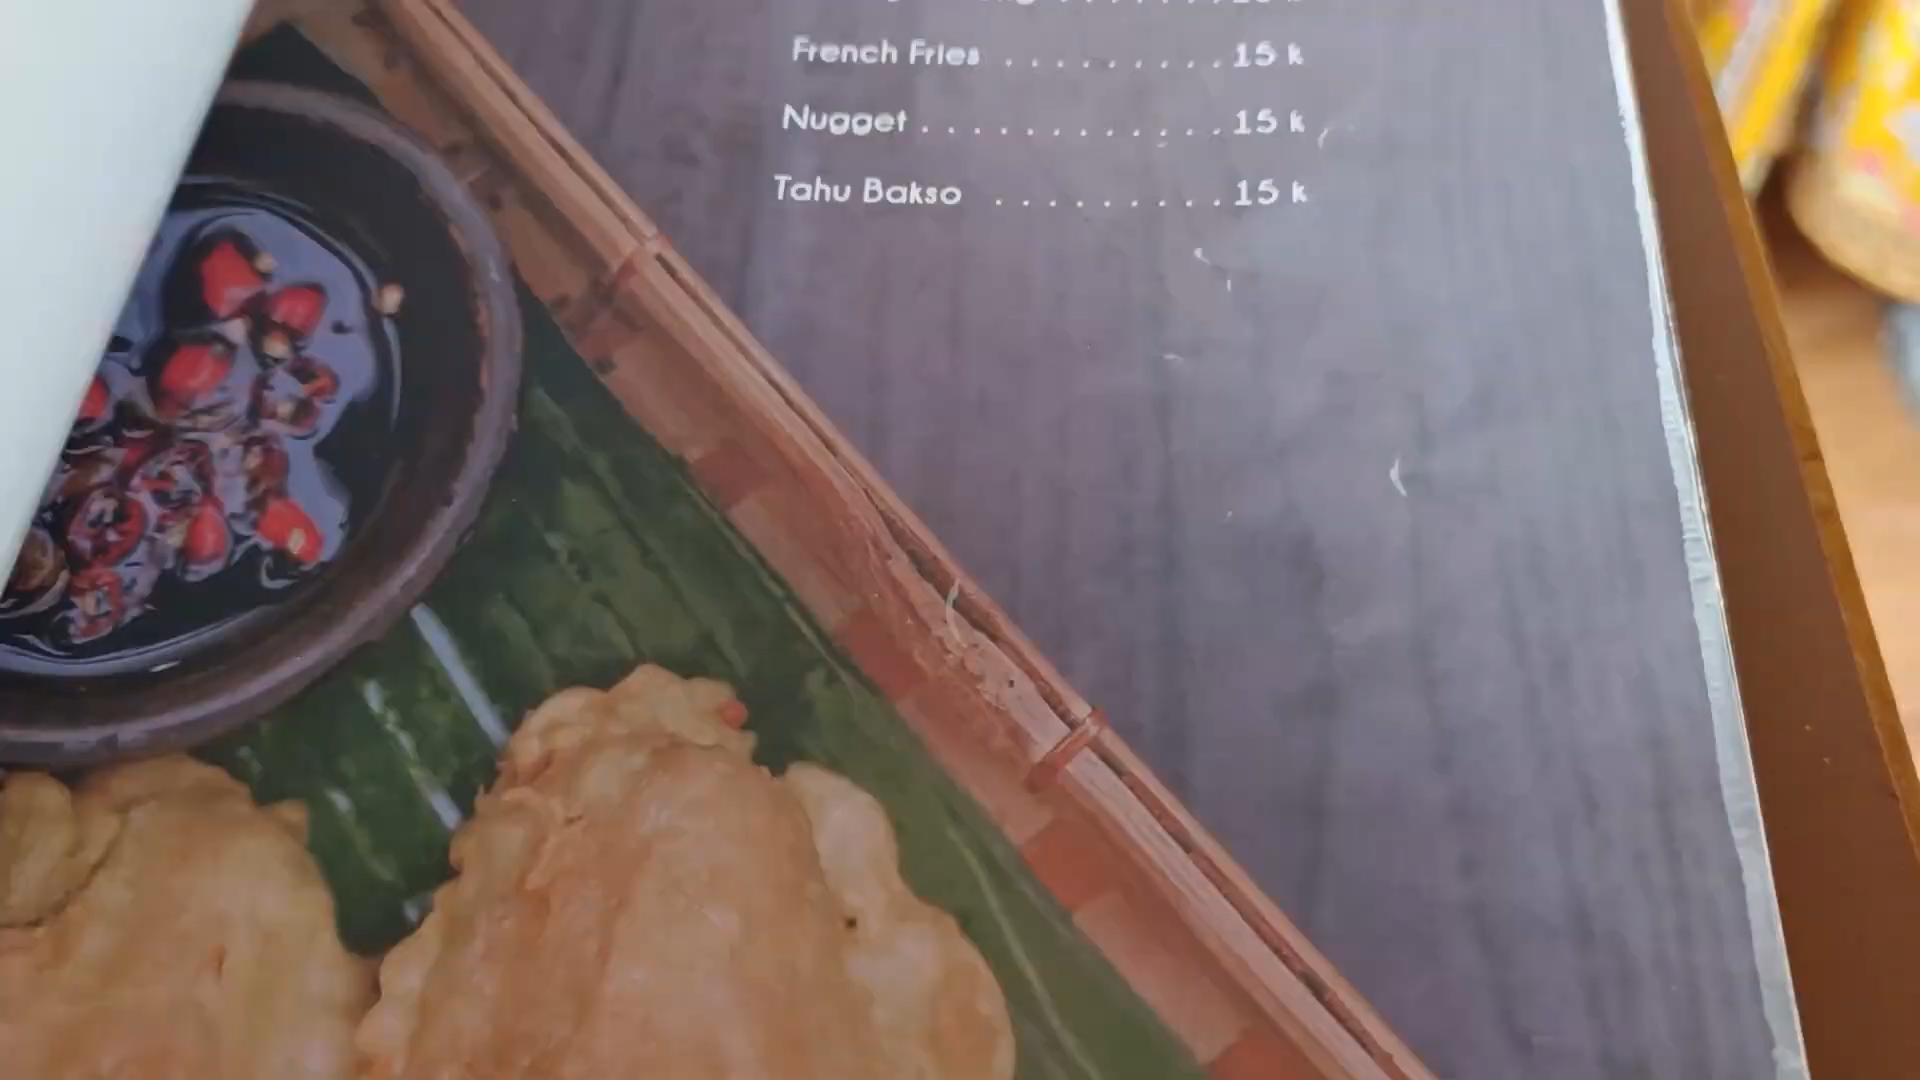 French Fries . . . . . . . . . 15 k
Nugget . . . . . . . . . . . . . 15 k
Tahu Bakso . . . . . . . . . 15 k